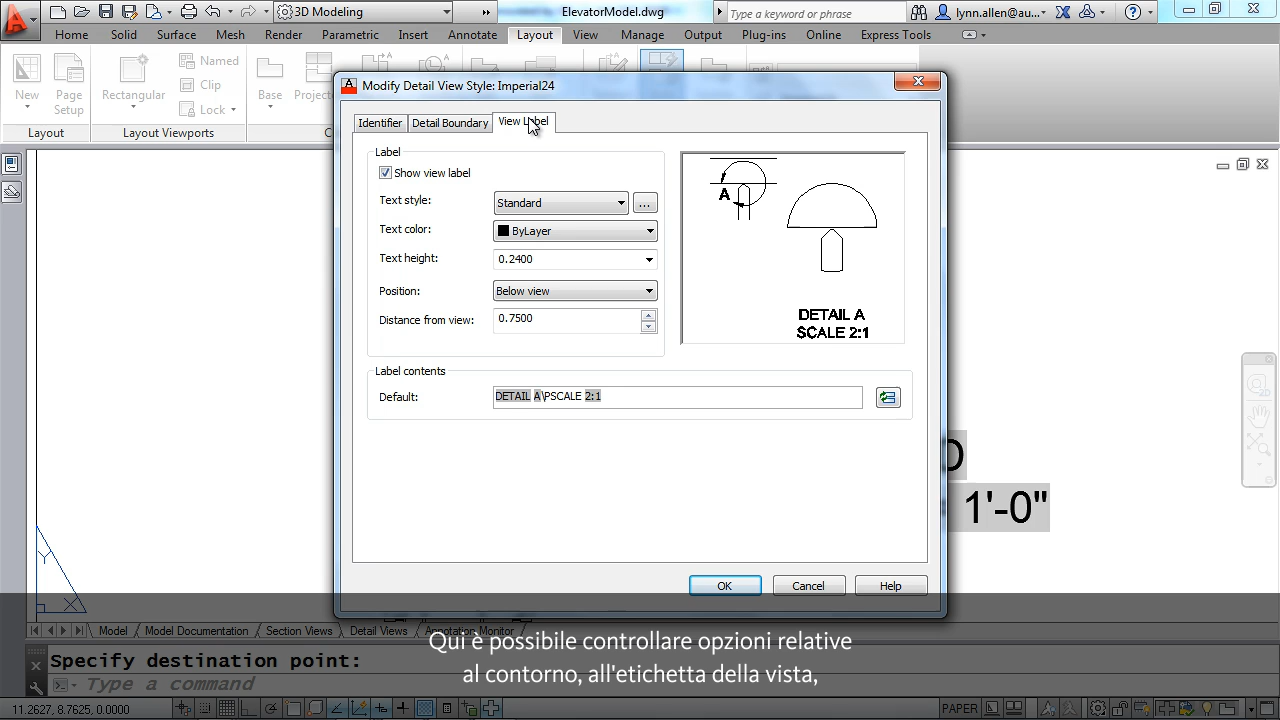 3D Modeling
ElevatorModel.dwg
Type a keyword or phrase
lynn.allen@au...
Home Solid Surface Mesh Render Parametric Insert Annotate Layout View Manage Output Plug-ins Online Express Tools
New
Page Setup
Rectangular
Named
Clip
Lock
Base
Layout
Layout Viewports
Modify Detail View Style: Imperial24
Identifier Detail Boundary View Label
Label
Show view label
Text style: Standard ...
Text color: ByLayer
Text height: 0.2400
Position: Below view
Distance from view: 0.7500
A
DETAIL A
SCALE 2:1
Label contents
Default: DETAIL A\PSCALE 2:1
1'-0"
Y
X
OK Cancel Help
Model Model Documentation Section Views Detail Views Annotation Monitor
Qui è possibile controllare opzioni relative
al contorno, all'etichetta della vista,
Specify destination point:
Type a command
11.2627, 8.7625, 0.0000
PAPER